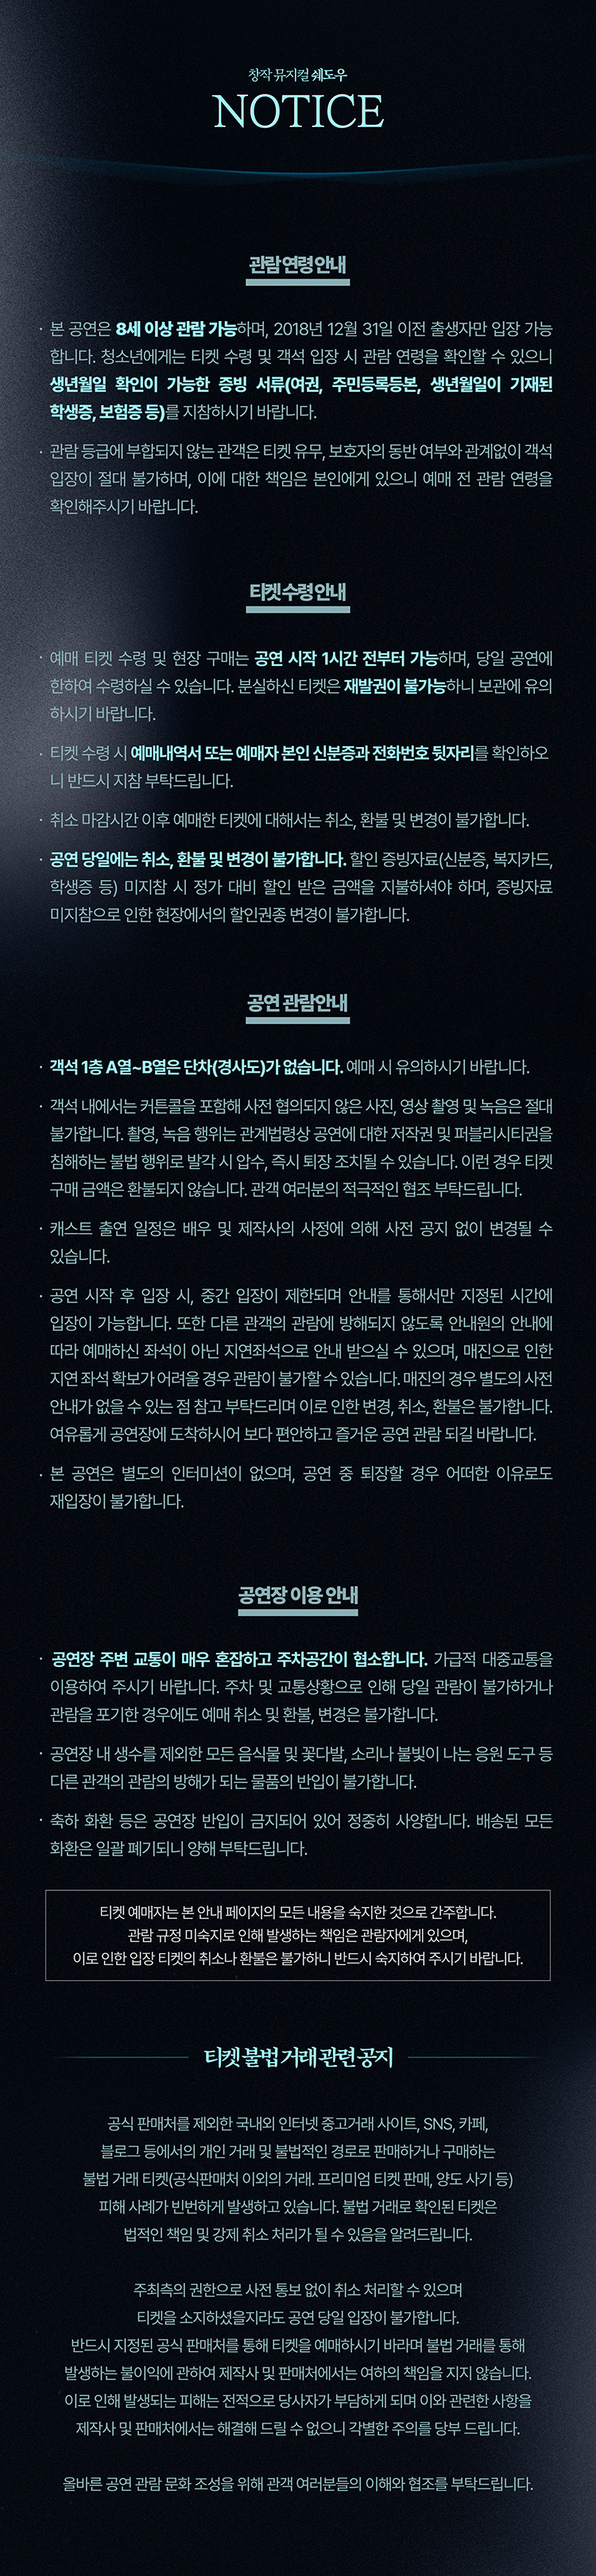 창작 뮤지컬 쉐도우
NOTICE
관람 연령 안내
· 본 공연은 8세 이상 관람 가능하며, 2018년 12월 31일 이전 출생자만 입장 가능
합니다. 청소년에게는 티켓 수령 및 객석 입장 시 관람 연령을 확인할 수 있으니
생년월일 확인이 가능한 증빙 서류(여권, 주민등록등본, 생년월일이 기재된
학생증, 보험증 등)를 지참하시기 바랍니다.
· 관람 등급에 부합되지 않는 관객은 티켓 유무, 보호자의 동반 여부와 관계없이 객석
입장이 절대 불가하며, 이에 대한 책임은 본인에게 있으니 예매 전 관람 연령을
확인해주시기 바랍니다.
티켓 수령 안내
· 예매 티켓 수령 및 현장 구매는 공연 시작 1시간 전부터 가능하며, 당일 공연에
한하여 수령하실 수 있습니다. 분실하신 티켓은 재발권이 불가능하니 보관에 유의
하시기 바랍니다.
· 티켓 수령 시 예매내역서 또는 예매자 본인 신분증과 전화번호 뒷자리를 확인하오
니 반드시 지참 부탁드립니다.
· 취소 마감시간 이후 예매한 티켓에 대해서는 취소, 환불 및 변경이 불가합니다.
· 공연 당일에는 취소, 환불 및 변경이 불가합니다. 할인 증빙자료(신분증, 복지카드,
학생증 등) 미지참 시 정가 대비 할인 받은 금액을 지불하셔야 하며, 증빙자료
미지참으로 인한 현장에서의 할인권종 변경이 불가합니다.
공연 관람안내
· 객석 1층 A열~B열은 단차(경사도)가 없습니다. 예매 시 유의하시기 바랍니다.
· 객석 내에서는 커튼콜을 포함해 사전 협의되지 않은 사진, 영상 촬영 및 녹음은 절대
불가합니다. 촬영, 녹음 행위는 관계법령상 공연에 대한 저작권 및 퍼블리시티권을
침해하는 불법 행위로 발각 시 압수, 즉시 퇴장 조치될 수 있습니다. 이런 경우 티켓
구매 금액은 환불되지 않습니다. 관객 여러분의 적극적인 협조 부탁드립니다.
· 캐스트 출연 일정은 배우 및 제작사의 사정에 의해 사전 공지 없이 변경될 수
있습니다.
· 공연 시작 후 입장 시, 중간 입장이 제한되며 안내를 통해서만 지정된 시간에
입장이 가능합니다. 또한 다른 관객의 관람에 방해되지 않도록 안내원의 안내에
따라 예매하신 좌석이 아닌 지연좌석으로 안내 받으실 수 있으며, 매진으로 인한
지연 좌석 확보가 어려울 경우 관람이 불가할 수 있습니다. 매진의 경우 별도의 사전
안내가 없을 수 있는 점 참고 부탁드리며 이로 인한 변경, 취소, 환불은 불가합니다.
여유롭게 공연장에 도착하시어 보다 편안하고 즐거운 공연 관람 되길 바랍니다.
· 본 공연은 별도의 인터미션이 없으며, 공연 중 퇴장할 경우 어떠한 이유로도
재입장이 불가합니다.
공연장 이용 안내
· 공연장 주변 교통이 매우 혼잡하고 주차공간이 협소합니다. 가급적 대중교통을
이용하여 주시기 바랍니다. 주차 및 교통상황으로 인해 당일 관람이 불가하거나
관람을 포기한 경우에도 예매 취소 및 환불, 변경은 불가합니다.
· 공연장 내 생수를 제외한 모든 음식물 및 꽃다발, 소리나 불빛이 나는 응원 도구 등
다른 관객의 관람의 방해가 되는 물품의 반입이 불가합니다.
· 축하 화환 등은 공연장 반입이 금지되어 있어 정중히 사양합니다. 배송된 모든
화환은 일괄 폐기되니 양해 부탁드립니다.
티켓 예매자는 본 안내 페이지의 모든 내용을 숙지한 것으로 간주합니다.
관람 규정 미숙지로 인해 발생하는 책임은 관람자에게 있으며,
이로 인한 입장 티켓의 취소나 환불은 불가하니 반드시 숙지하여 주시기 바랍니다.
티켓 불법 거래 관련 공지
공식 판매처를 제외한 국내외 인터넷 중고거래 사이트, SNS, 카페,
블로그 등에서의 개인 거래 및 불법적인 경로로 판매하거나 구매하는
불법 거래 티켓(공식판매처 이외의 거래. 프리미엄 티켓 판매, 양도 사기 등)
피해 사례가 빈번하게 발생하고 있습니다. 불법 거래로 확인된 티켓은
법적인 책임 및 강제 취소 처리가 될 수 있음을 알려드립니다.
주최측의 권한으로 사전 통보 없이 취소 처리할 수 있으며
티켓을 소지하셨을지라도 공연 당일 입장이 불가합니다.
반드시 지정된 공식 판매처를 통해 티켓을 예매하시기 바라며 불법 거래를 통해
발생하는 불이익에 관하여 제작사 및 판매처에서는 여하의 책임을 지지 않습니다.
이로 인해 발생되는 피해는 전적으로 당사자가 부담하게 되며 이와 관련한 사항을
제작사 및 판매처에서는 해결해 드릴 수 없으니 각별한 주의를 당부 드립니다.
올바른 공연 관람 문화 조성을 위해 관객 여러분들의 이해와 협조를 부탁드립니다.